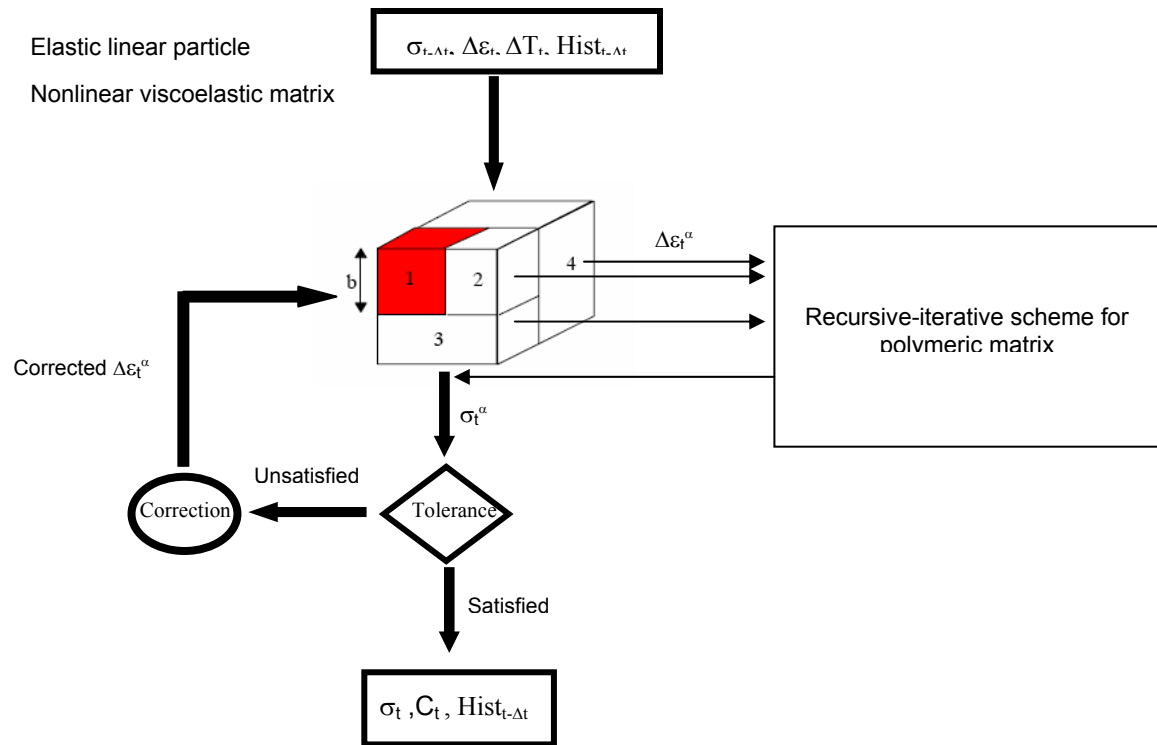 Elastic linear particle
σt-Δt, Δεt, ΔTt, Histt-Δt
Nonlinear viscoelastic matrix
Δεtα
b
1
2
4
3
Recursive-iterative scheme for
polymeric matrix
Corrected Δεtα
σtα
Unsatisfied
Correction
Tolerance
Satisfied
σt ,Ct , Histt-Δt